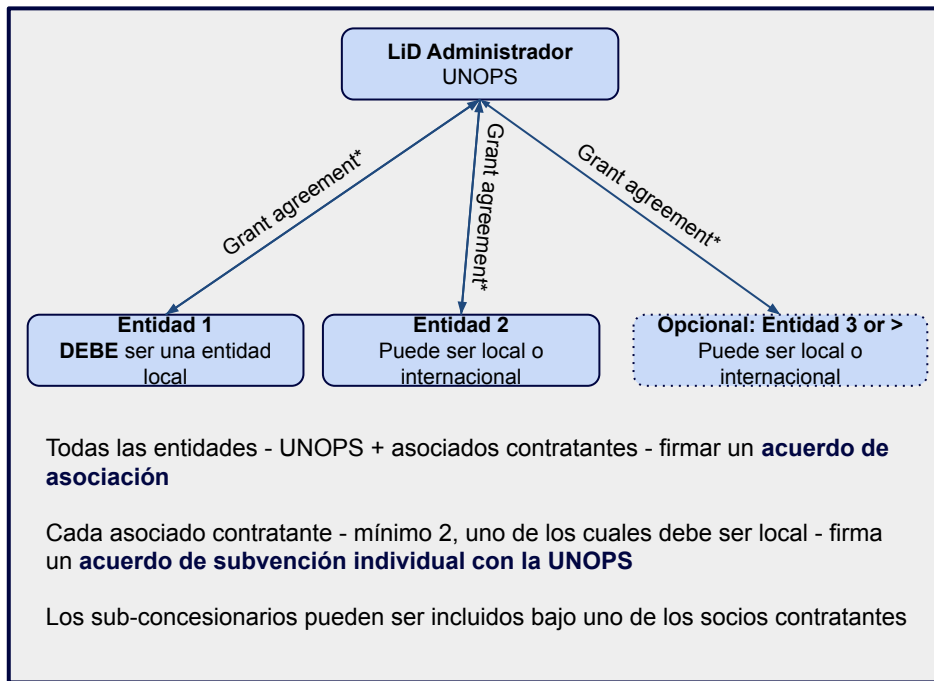 LiD Administrador
UNOPS
Grant agreement*
Grant agreement*
Grant agreement*
Entidad 1
DEBE ser una entidad
local
Entidad 2
Puede ser local o
internacional
Opcional: Entidad 3 or >
Puede ser local o
internacional
Todas las entidades - UNOPS + asociados contratantes - firmar un acuerdo de
asociación
Cada asociado contratante - mínimo 2, uno de los cuales debe ser local - firma
un acuerdo de subvención individual con la UNOPS
Los sub-concesionarios pueden ser incluidos bajo uno de los socios contratantes